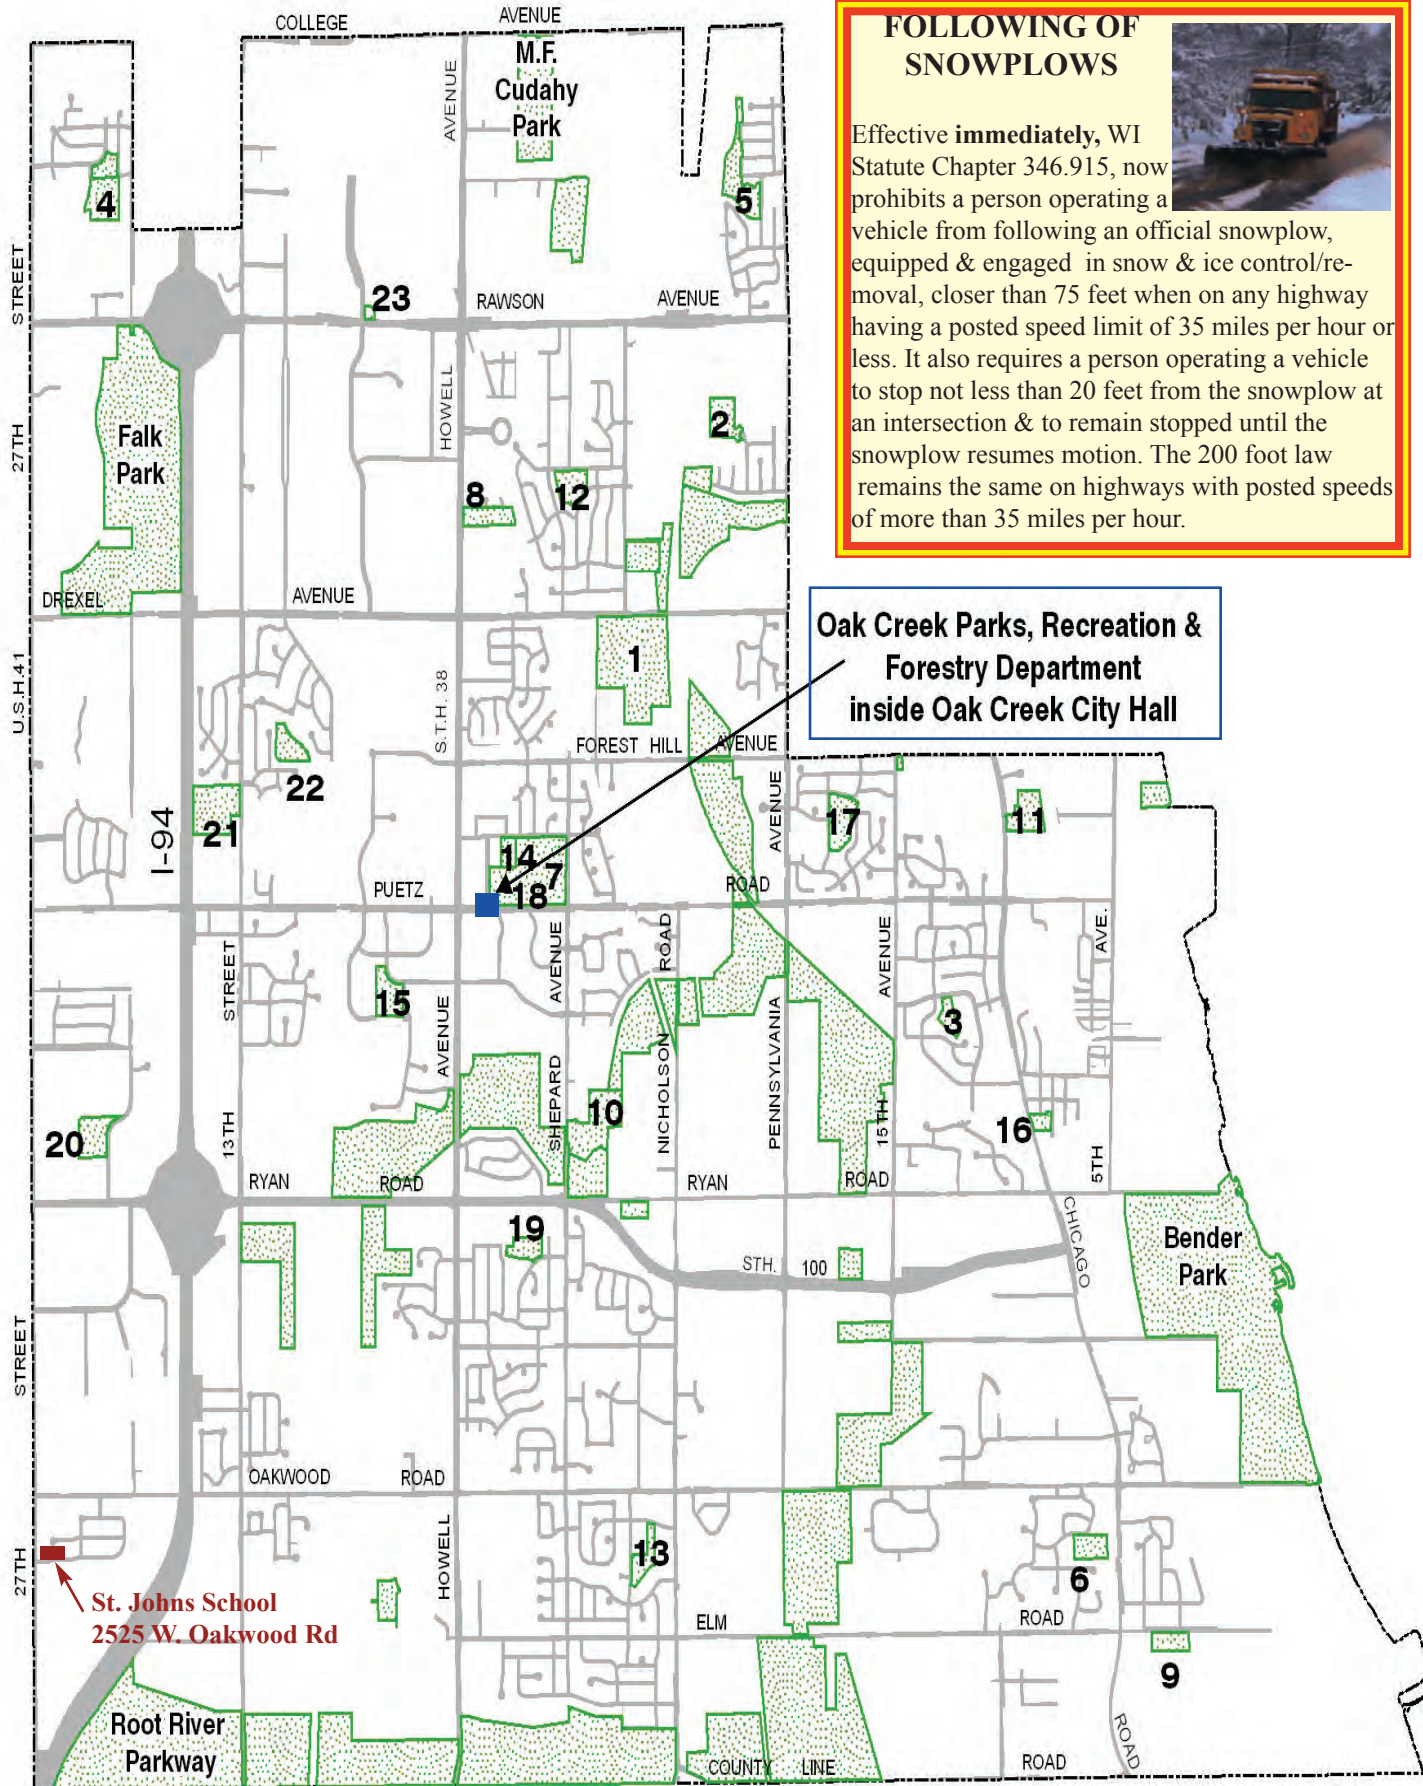 COLLEGE
AVENUE
M.F.
Cudahy
Park
AVENUE
4
5
STREET
23
RAWSON
AVENUE
27TH
Falk
Park
HOWELL
2
8
12
DREXEL
AVENUE
FOLLOWING OF
SNOWPLOWS
Effective immediately, WI
Statute Chapter 346.915, now
prohibits a person operating a
vehicle from following an official snowplow,
equipped & engaged in snow & ice control/re-
moval, closer than 75 feet when on any highway
having a posted speed limit of 35 miles per hour or
less. It also requires a person operating a vehicle
to stop not less than 20 feet from the snowplow at
an intersection & to remain stopped until the
snowplow resumes motion. The 200 foot law
remains the same on highways with posted speeds
of more than 35 miles per hour.
Oak Creek Parks, Recreation &
Forestry Department
inside Oak Creek City Hall
U.S.H.41
S.T.H. 38
1
FOREST HILL AVENUE
22
21
I-94
AVENUE
17
11
14
7
18
PUETZ
ROAD
STREET
15
AVENUE
AVENUE
ROAD
AVENUE
AVE.
3
13TH
SHEPARD
10
NICHOLSON
PENNSYLVANIA
15TH
16
5TH
20
RYAN
ROAD
RYAN
ROAD
19
STH. 100
CHICAGO
Bender
Park
STREET
OAKWOOD
ROAD
27TH
HOWELL
13
6
St. Johns School
2525 W. Oakwood Rd
ELM
ROAD
9
Root River
Parkway
COUNTY LINE
ROAD
ROAD